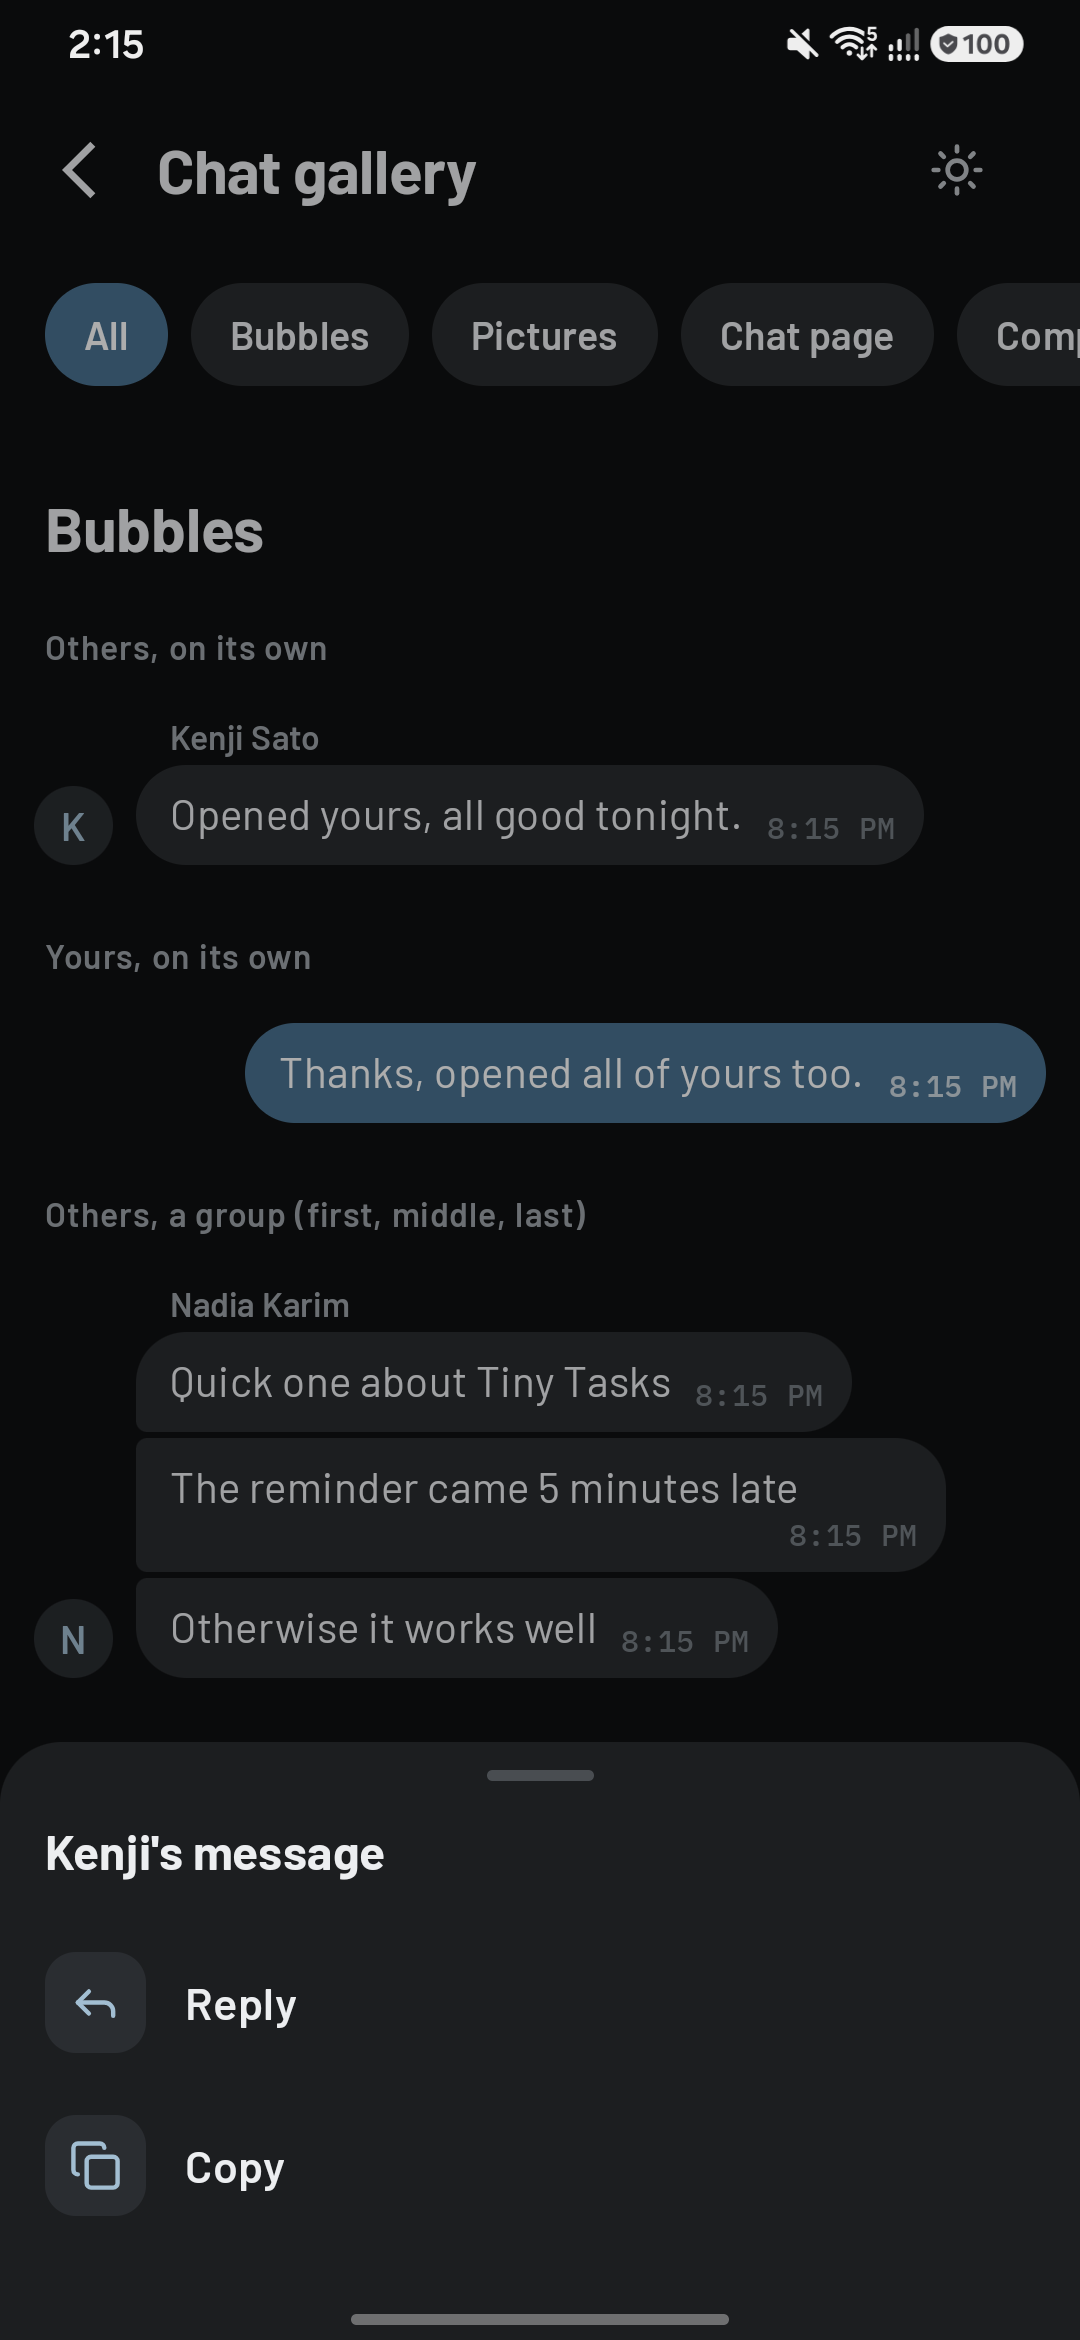 2:15
5
100
Chat gallery
All
Bubbles
Pictures
Chat page
Comp
Bubbles
Others, on its own
Kenji Sato
K
Opened yours, all good tonight.
8:15 PM
Yours, on its own
Thanks, opened all of yours too.
8:15 PM
Others, a group (first, middle, last)
Nadia Karim
Quick one about Tiny Tasks
8:15 PM
The reminder came 5 minutes late
8:15 PM
N
Otherwise it works well
8:15 PM
Kenji's message
Reply
Copy